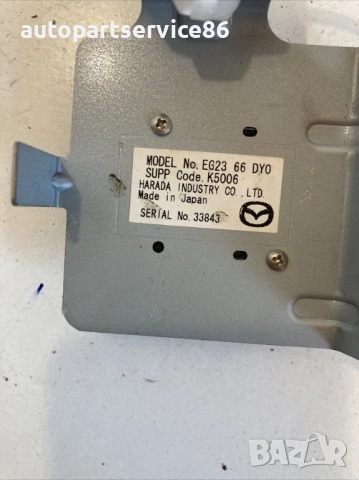 autopartservice86
MODEL No. EG23 66 DY0
SUPP Code. K5006
HARADA INDUSTRY CO., LTD
Made in Japan
SERIAL No. 33843
BAZAR
bg